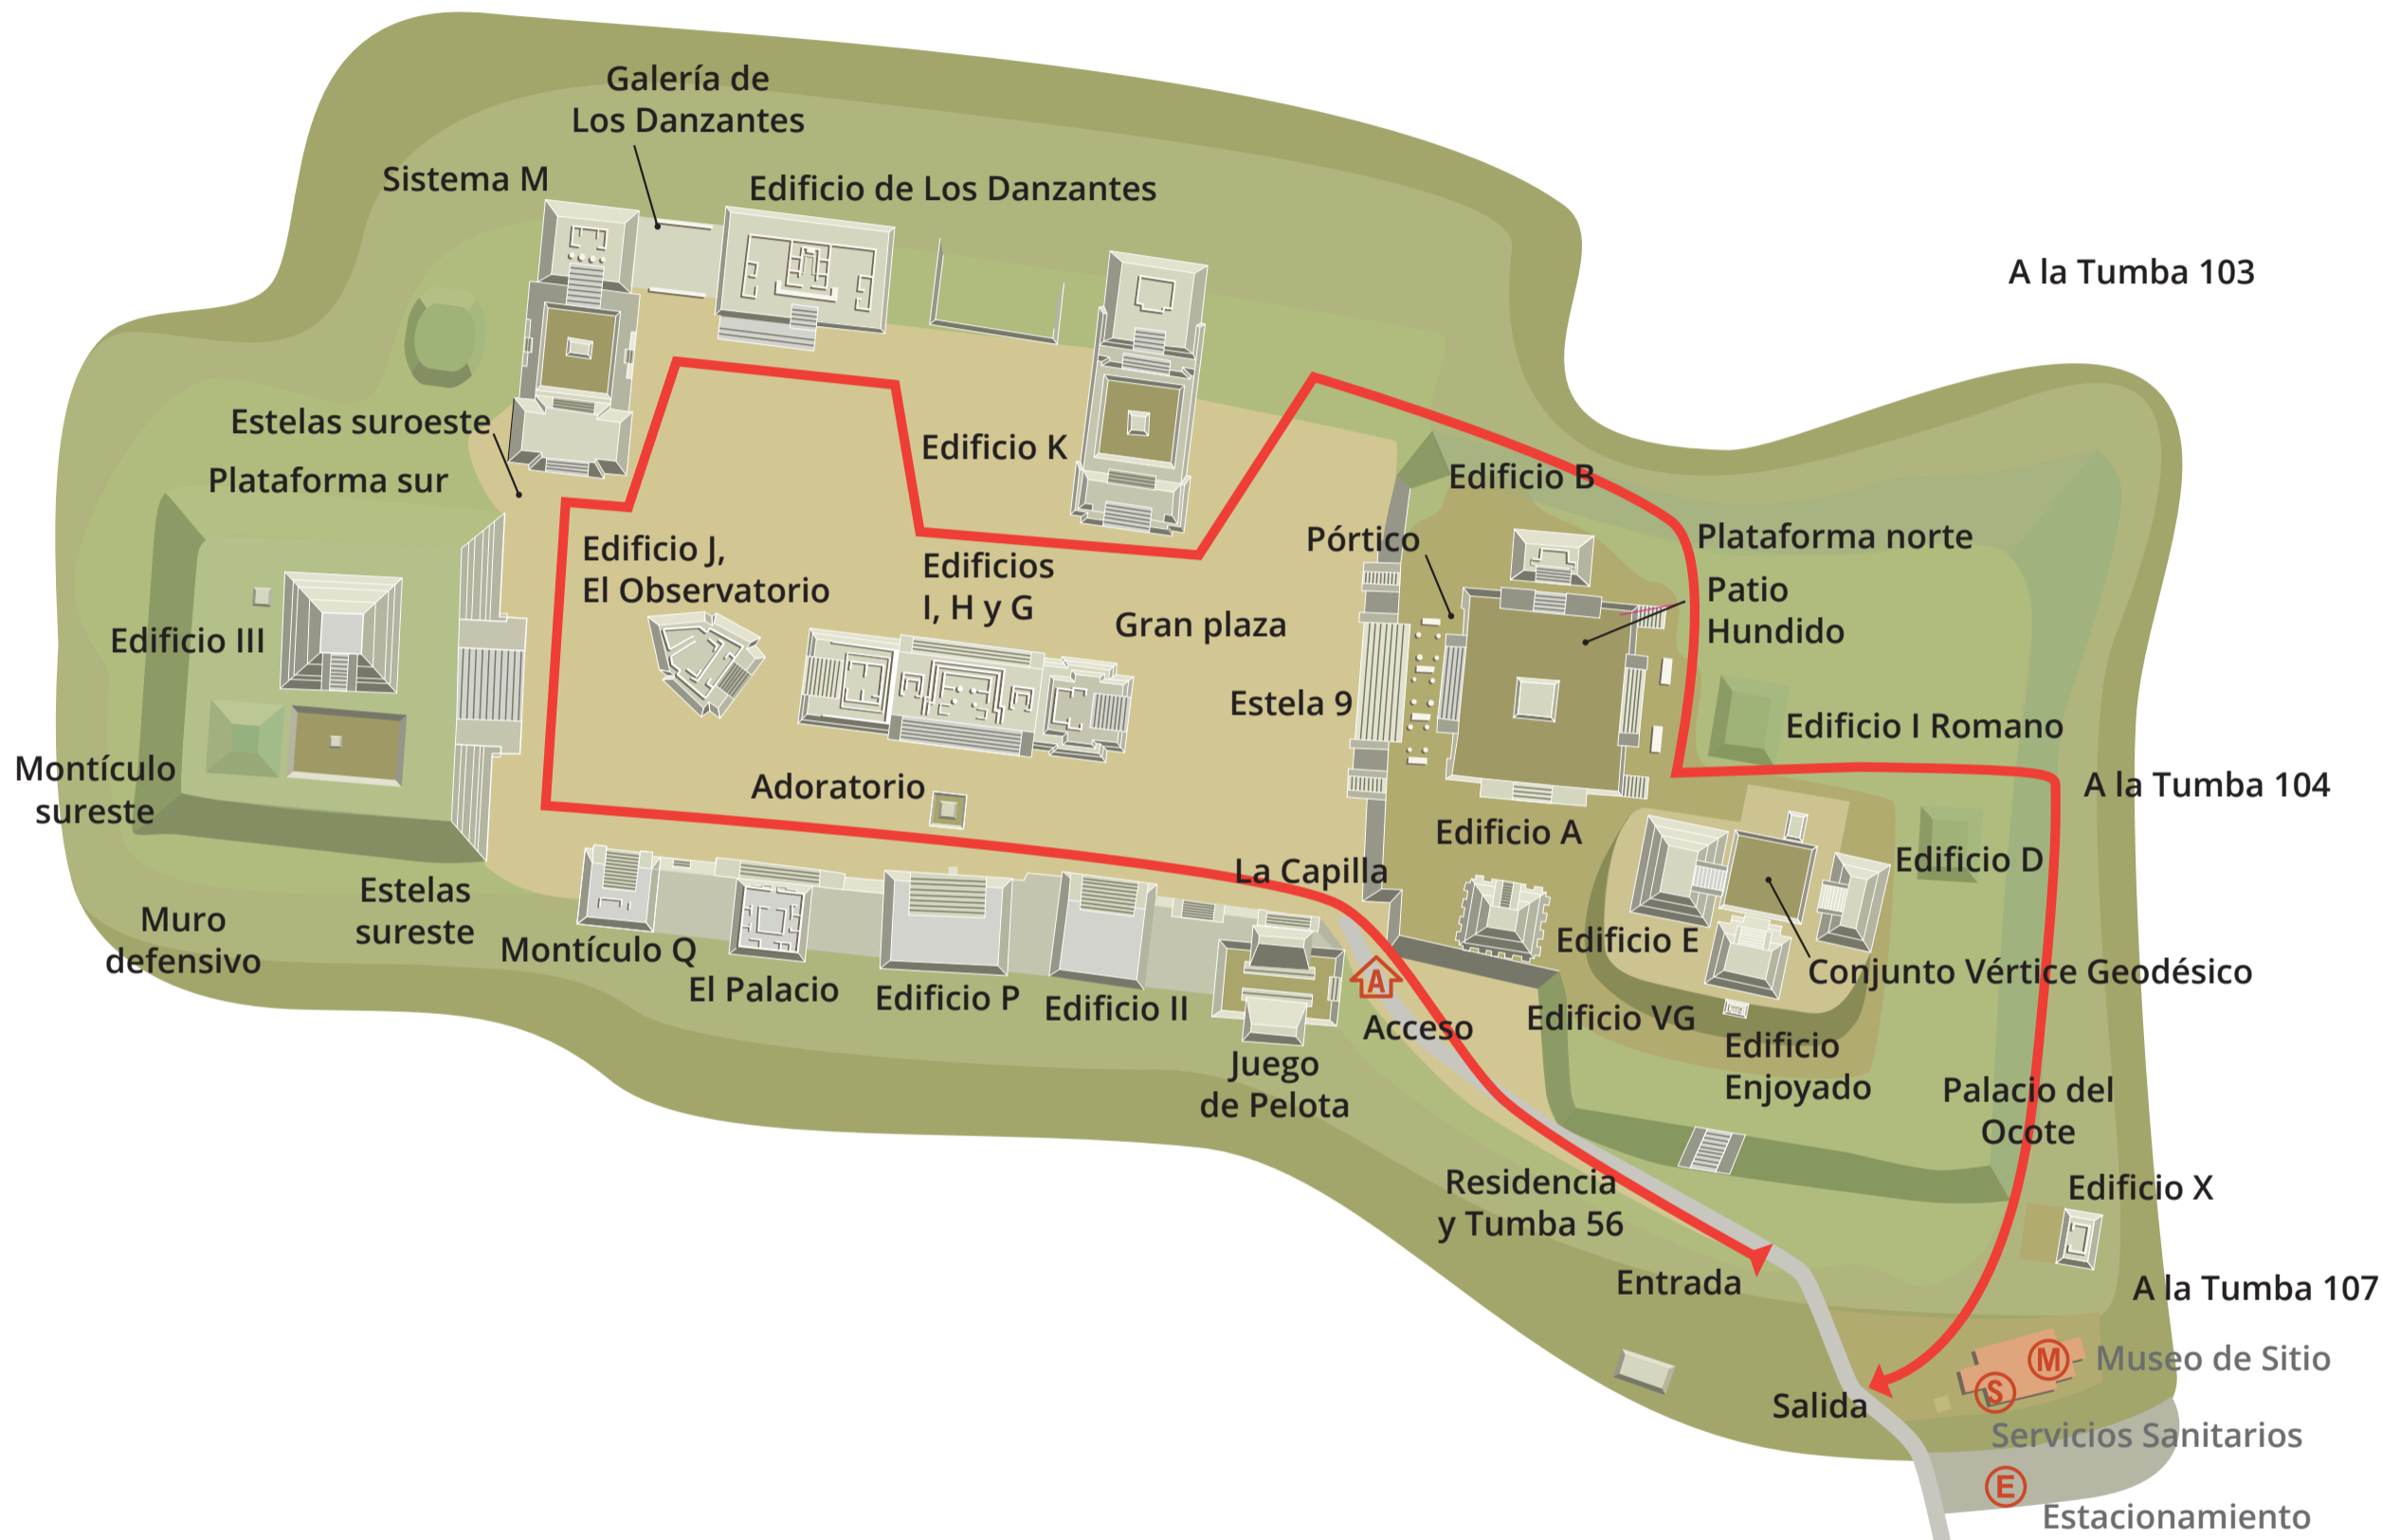 Galería de
Los Danzantes
Sistema M
Edificio de Los Danzantes
A la Tumba 103
Estelas suroeste
Edificio K
Plataforma sur
Edificio B
Pórtico
Plataforma norte
Edificio J,
El Observatorio
Edificios
I, H y G
Patio
Hundido
Gran plaza
Edificio III
Estela 9
Edificio I Romano
Montículo
sureste
Adoratorio
A la Tumba 104
Edificio A
La Capilla
Edificio D
Estelas
sureste
Muro
defensivo
Montículo Q
El Palacio
Edificio P
Edificio II
Edificio E
Conjunto Vértice Geodésico
A
Acceso
Edificio VG
Edificio
Enjoyado
Juego
de Pelota
Palacio del
Ocote
Residencia
y Tumba 56
Edificio X
Entrada
A la Tumba 107
M
Museo de Sitio
S
Salida
Servicios Sanitarios
E
Estacionamiento